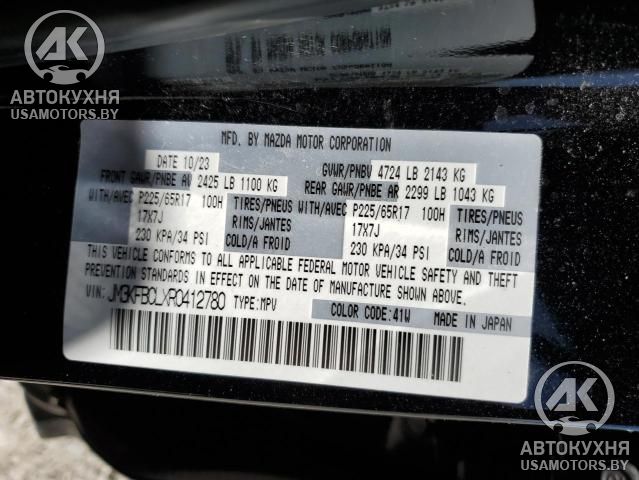 AK
АВТОКУХНЯ
USAMOTORS.BY
MFD. BY MAZDA MOTOR CORPORATION
DATE 10/23
GVWR/PNBV 4724 LB 2143 KG
FRONT GAWR/PNBE AV 2425 LB 1100 KG
REAR GAWR/PNBE AR 2299 LB 1043 KG
WITH/AVEC P225/65R17 100H TIRES/PNEUS
17X7J RIMS/JANTES
230 KPA/34 PSI COLD/A FROID
WITH/AVEC P225/65R17 100H TIRES/PNEUS
17X7J RIMS/JANTES
230 KPA/34 PSI COLD/A FROID
THIS VEHICLE CONFORMS TO ALL APPLICABLE FEDERAL MOTOR VEHICLE SAFETY AND THEFT
PREVENTION STANDARDS IN EFFECT ON THE DATE OF MANUFACTURE SHOWN ABOVE.
VIN: JM3KFBCLXR0412780 TYPE:MPV
COLOR CODE:41W MADE IN JAPAN
AK
АВТОКУХНЯ
USAMOTORS.BY